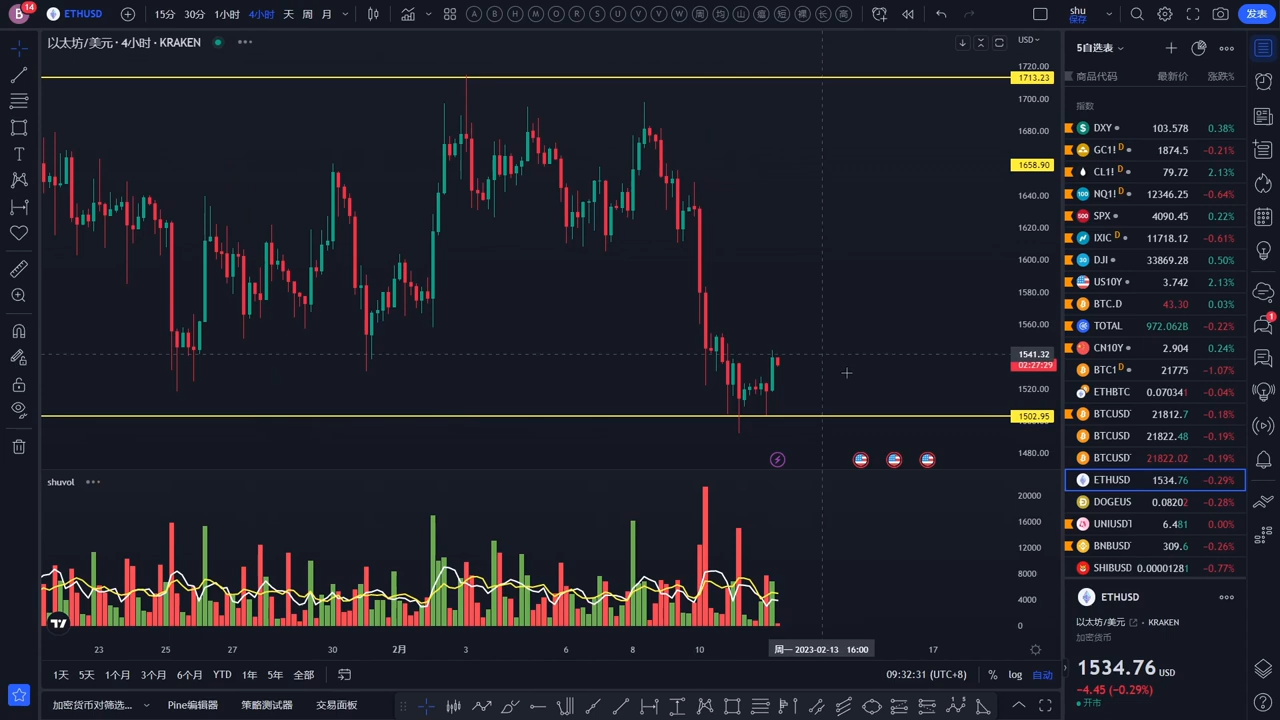 B 14 ETHUSD 15分 30分 1小时 4小时 天 周 月 A B H M O R S U V V W 周 均 山 短 裸 长 高 shu 保存 发表
以太坊/美元 · 4小时 · KRAKEN
USD
1720.00
1713.23
1700.00
1680.00
1658.90
1640.00
1620.00
1600.00
1580.00
1560.00
1541.32
02:27:29
1520.00
1502.95
1480.00
shuvol
20000
16000
12000
8000
4000
0
23 25 27 30 2月 3 6 8 10 周一 2023-02-13 16:00 17
1天 5天 1个月 3个月 6个月 YTD 1年 5年 全部 09:32:31 (UTC+8) % log 自动
加密货币对筛选... Pine编辑器 策略测试器 交易面板
5自选表
商品代码 最新价 涨跌%
指数
DXY 103.578 0.38%
GC1! D 1874.5 −0.21%
CL1! D 79.72 2.13%
NQ1! D 12346.25 −0.64%
SPX 4090.45 0.22%
IXIC D 11718.12 −0.61%
DJI 33869.28 0.50%
US10Y 3.742 2.13%
BTC.D 43.30 0.03%
TOTAL 972.062B −0.22%
CN10Y 2.904 0.24%
BTC1 D 21775 −1.07%
ETHBTC 0.070341 −0.04%
BTCUSD 21812.7 −0.18%
BTCUSD 21822.48 −0.19%
BTCUSD 21822.02 −0.19%
ETHUSD 1534.76 −0.29%
DOGEUS 0.08202 −0.28%
UNIUSD1 6.481 0.00%
BNBUSD 309.6 −0.26%
SHIBUSD 0.00001281 −0.77%
ETHUSD
以太坊/美元 KRAKEN
加密货币
1534.76 USD
−4.45 (−0.29%)
开市
1